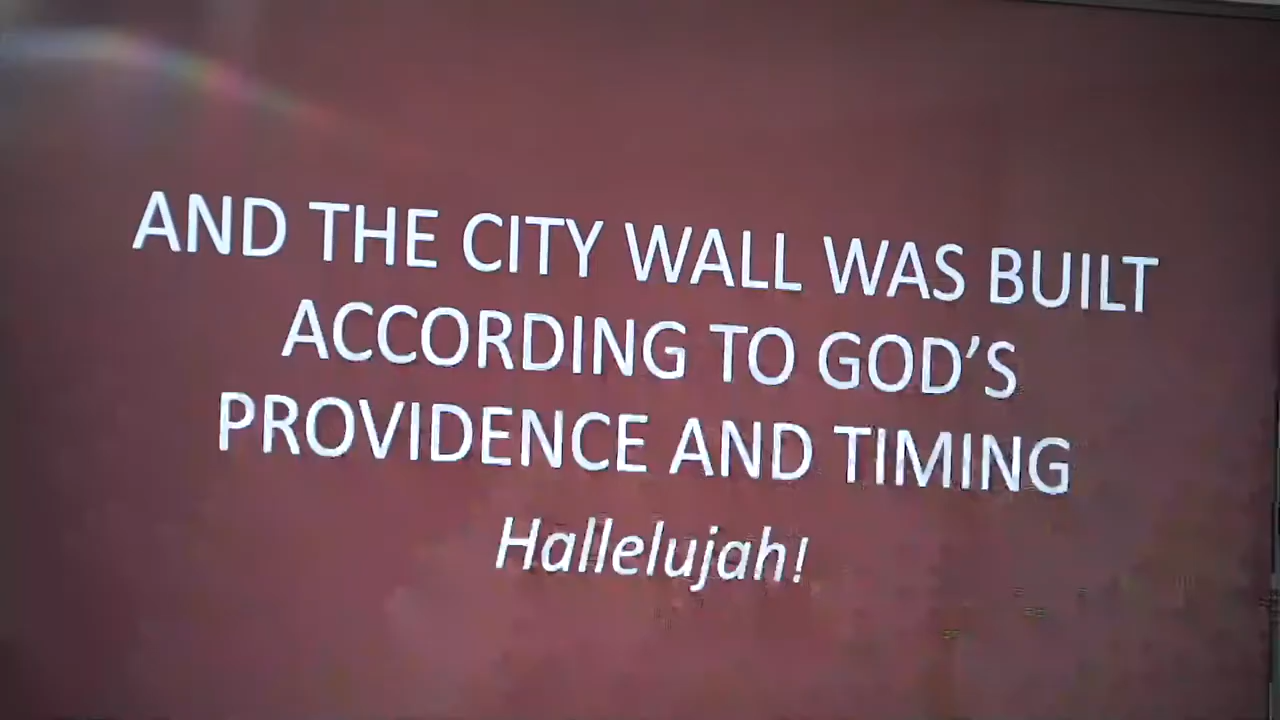 AND THE CITY WALL WAS BUILT
ACCORDING TO GOD’S
PROVIDENCE AND TIMING
Hallelujah!